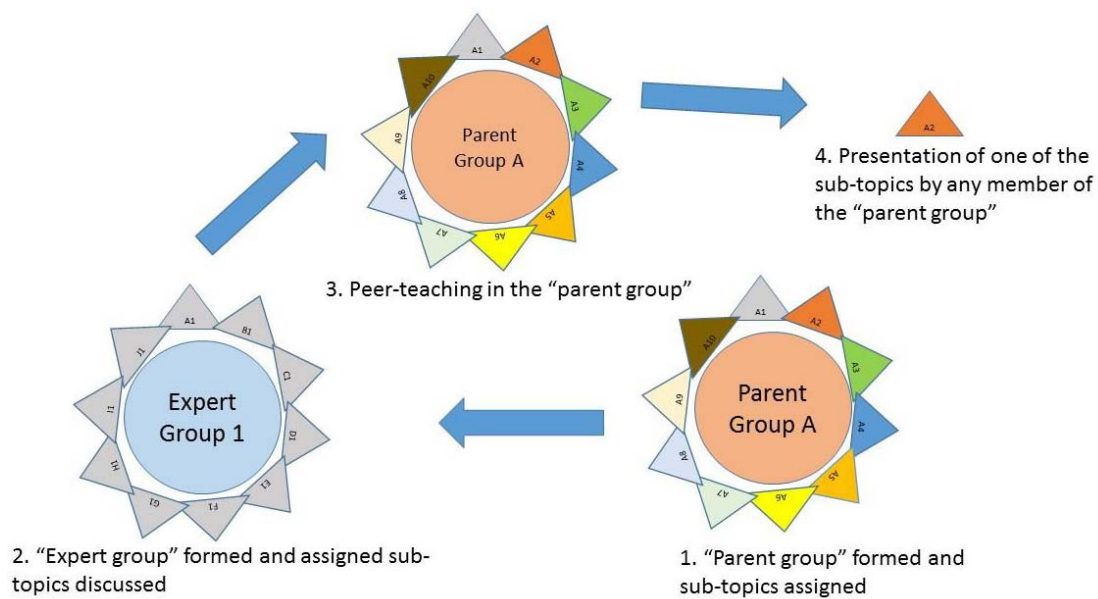 A1
A2
A3
A4
A5
A6
A7
A8
A9
A10
Parent
Group A
A2
4. Presentation of one of the
sub-topics by any member of
the “parent group”
3. Peer-teaching in the “parent group”
A1
B1
C1
D1
E1
F1
G1
H1
I1
I1
Expert
Group 1
A1
A2
A3
A4
A5
A6
A7
A8
A9
A10
Parent
Group A
2. “Expert group” formed and assigned sub-
topics discussed
1. “Parent group” formed and
sub-topics assigned